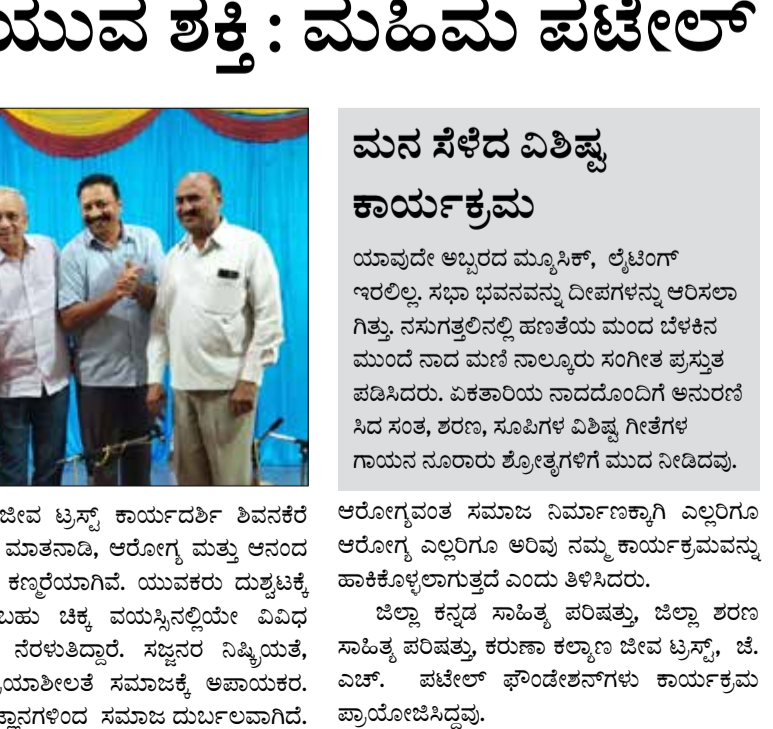 ಯುವ ಶಕ್ತಿ : ಮಹಿಮ ಪಟೇಲ್
ಮನ ಸೆಳೆದ ವಿಶಿಷ್ಟ
ಕಾರ್ಯಕ್ರಮ
ಯಾವುದೇ ಅಬ್ಬರದ ಮ್ಯೂಸಿಕ್, ಲೈಟಿಂಗ್
ಇರಲಿಲ್ಲ. ಸಭಾ ಭವನವನ್ನು ದೀಪಗಳನ್ನು ಆರಿಸಲಾ
ಗಿತ್ತು. ನಸುಗತ್ತಲಿನಲ್ಲಿ ಹಣತೆಯ ಮಂದ ಬೆಳಕಿನ
ಮುಂದೆ ನಾದ ಮಣಿ ನಾಲ್ಕೂರು ಸಂಗೀತ ಪ್ರಸ್ತುತ
ಪಡಿಸಿದರು. ಏಕತಾರಿಯ ನಾದದೊಂದಿಗೆ ಅನುರಣಿ
ಸಿದ ಸಂತ, ಶರಣ, ಸೂಪಿಗಳ ವಿಶಿಷ್ಟ ಗೀತೆಗಳ
ಗಾಯನ ನೂರಾರು ಶ್ರೋತೃಗಳಿಗೆ ಮುದ ನೀಡಿದವು.
ಜೀವ ಟ್ರಸ್ಟ್ ಕಾರ್ಯದರ್ಶಿ ಶಿವನಕೆರೆ
ಮಾತನಾಡಿ, ಆರೋಗ್ಯ ಮತ್ತು ಆನಂದ
ಕಣ್ಮರೆಯಾಗಿವೆ. ಯುವಕರು ದುಶ್ಚಟಕ್ಕೆ
ಬಹು ಚಿಕ್ಕ ವಯಸ್ಸಿನಲ್ಲಿಯೇ ವಿವಿಧ
ನೆರಳುತಿದ್ದಾರೆ. ಸಜ್ಜನರ ನಿಷ್ಕ್ರಿಯತೆ,
ಯಾಶೀಲತೆ ಸಮಾಜಕ್ಕೆ ಅಪಾಯಕರ.
ಸಮಾಜ ದುರ್ಬಲವಾಗಿದೆ.
ಆರೋಗ್ಯವಂತ ಸಮಾಜ ನಿರ್ಮಾಣಕ್ಕಾಗಿ ಎಲ್ಲರಿಗೂ
ಆರೋಗ್ಯ ಎಲ್ಲರಿಗೂ ಅರಿವು ನಮ್ಮ ಕಾರ್ಯಕ್ರಮವನ್ನು
ಹಾಕಿಕೊಳ್ಳಲಾಗುತ್ತದೆ ಎಂದು ತಿಳಿಸಿದರು.
ಜಿಲ್ಲಾ ಕನ್ನಡ ಸಾಹಿತ್ಯ ಪರಿಷತ್ತು, ಜಿಲ್ಲಾ ಶರಣ
ಸಾಹಿತ್ಯ ಪರಿಷತ್ತು, ಕರುಣಾ ಕಲ್ಯಾಣ ಜೀವ ಟ್ರಸ್ಟ್, ಜೆ.
ಎಚ್. ಪಟೇಲ್ ಫೌಂಡೇಶನ್‌ಗಳು ಕಾರ್ಯಕ್ರಮ
ಪ್ರಾಯೋಜಿಸಿದ್ದವು.